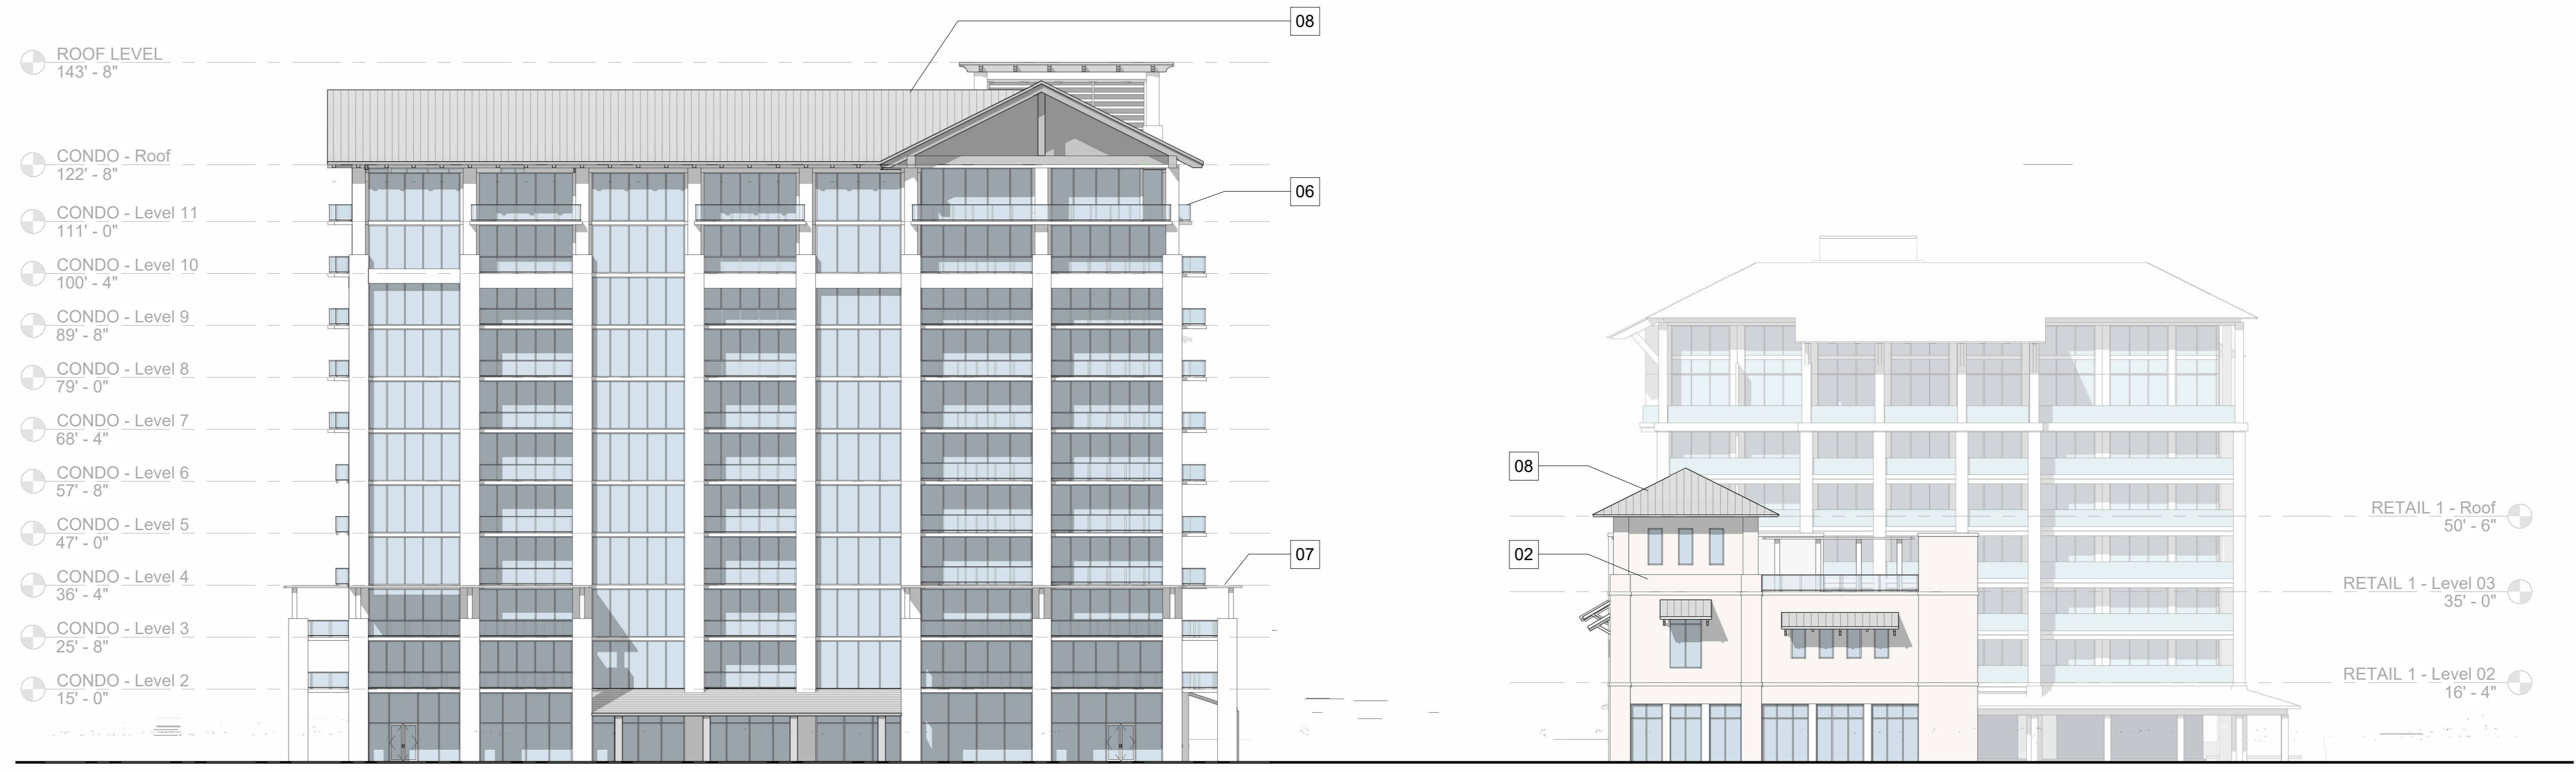 08
ROOF LEVEL
143' - 8"
CONDO - Roof
122' - 8"
06
CONDO - Level 11
111' - 0"
CONDO - Level 10
100' - 4"
CONDO - Level 9
89' - 8"
CONDO - Level 8
79' - 0"
CONDO - Level 7
68' - 4"
CONDO - Level 6
57' - 8"
CONDO - Level 5
47' - 0"
07
CONDO - Level 4
36' - 4"
CONDO - Level 3
25' - 8"
CONDO - Level 2
15' - 0"
08
02
RETAIL 1 - Roof
50' - 6"
RETAIL 1 - Level 03
35' - 0"
RETAIL 1 - Level 02
16' - 4"